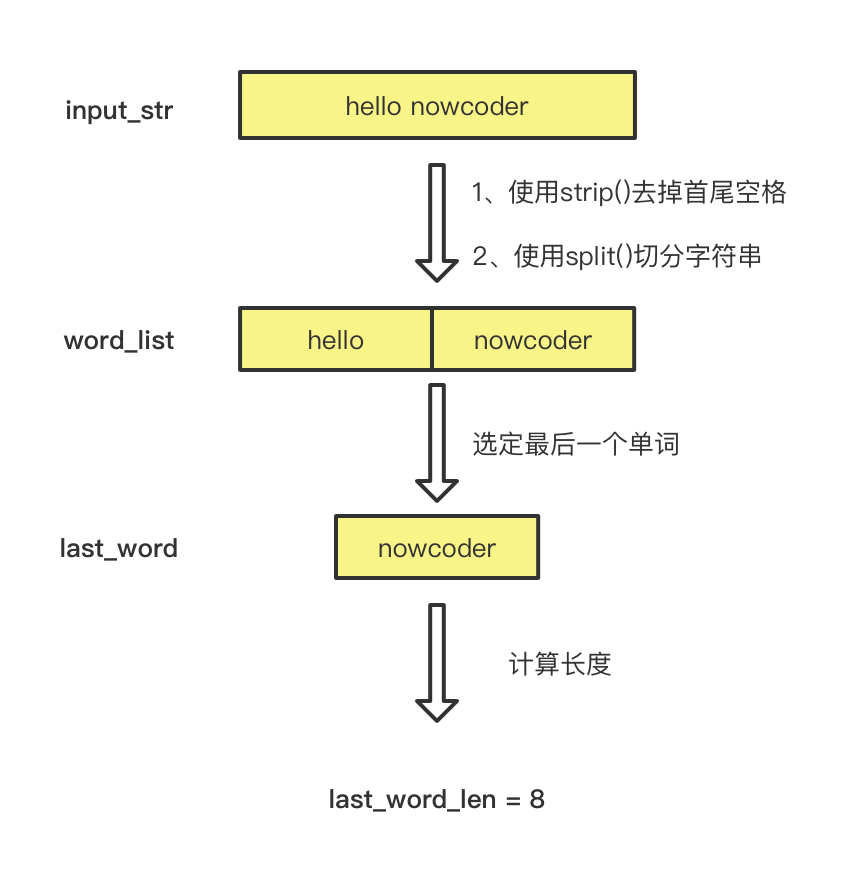 input_str
hello nowcoder
1、使用strip()去掉首尾空格
2、使用split()切分字符串
word_list
hello
nowcoder
选定最后一个单词
last_word
nowcoder
计算长度
last_word_len = 8